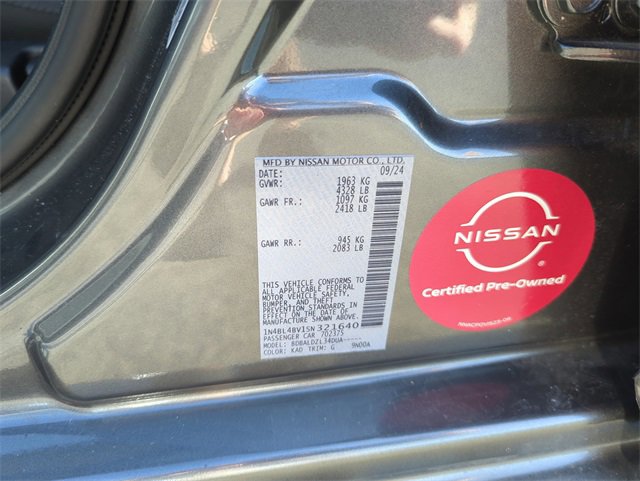 MFD BY NISSAN MOTOR CO., LTD.
DATE: 09/24
GVWR: 1963 KG
4328 LB
GAWR FR.: 1097 KG
2418 LB
GAWR RR.: 945 KG
2083 LB
THIS VEHICLE CONFORMS TO
ALL APPLICABLE FEDERAL
MOTOR VEHICLE SAFETY,
BUMPER, AND THEFT
PREVENTION STANDARDS IN
EFFECT ON THE DATE OF
MANUFACTURE SHOWN ABOVE.
1N4BL4BV1SN321640
PASSENGER CAR 702375
MODEL: BDBALDZL34DUA-----
COLOR: KAD TRIM: G 9N00A
NISSAN
®
Certified Pre-Owned